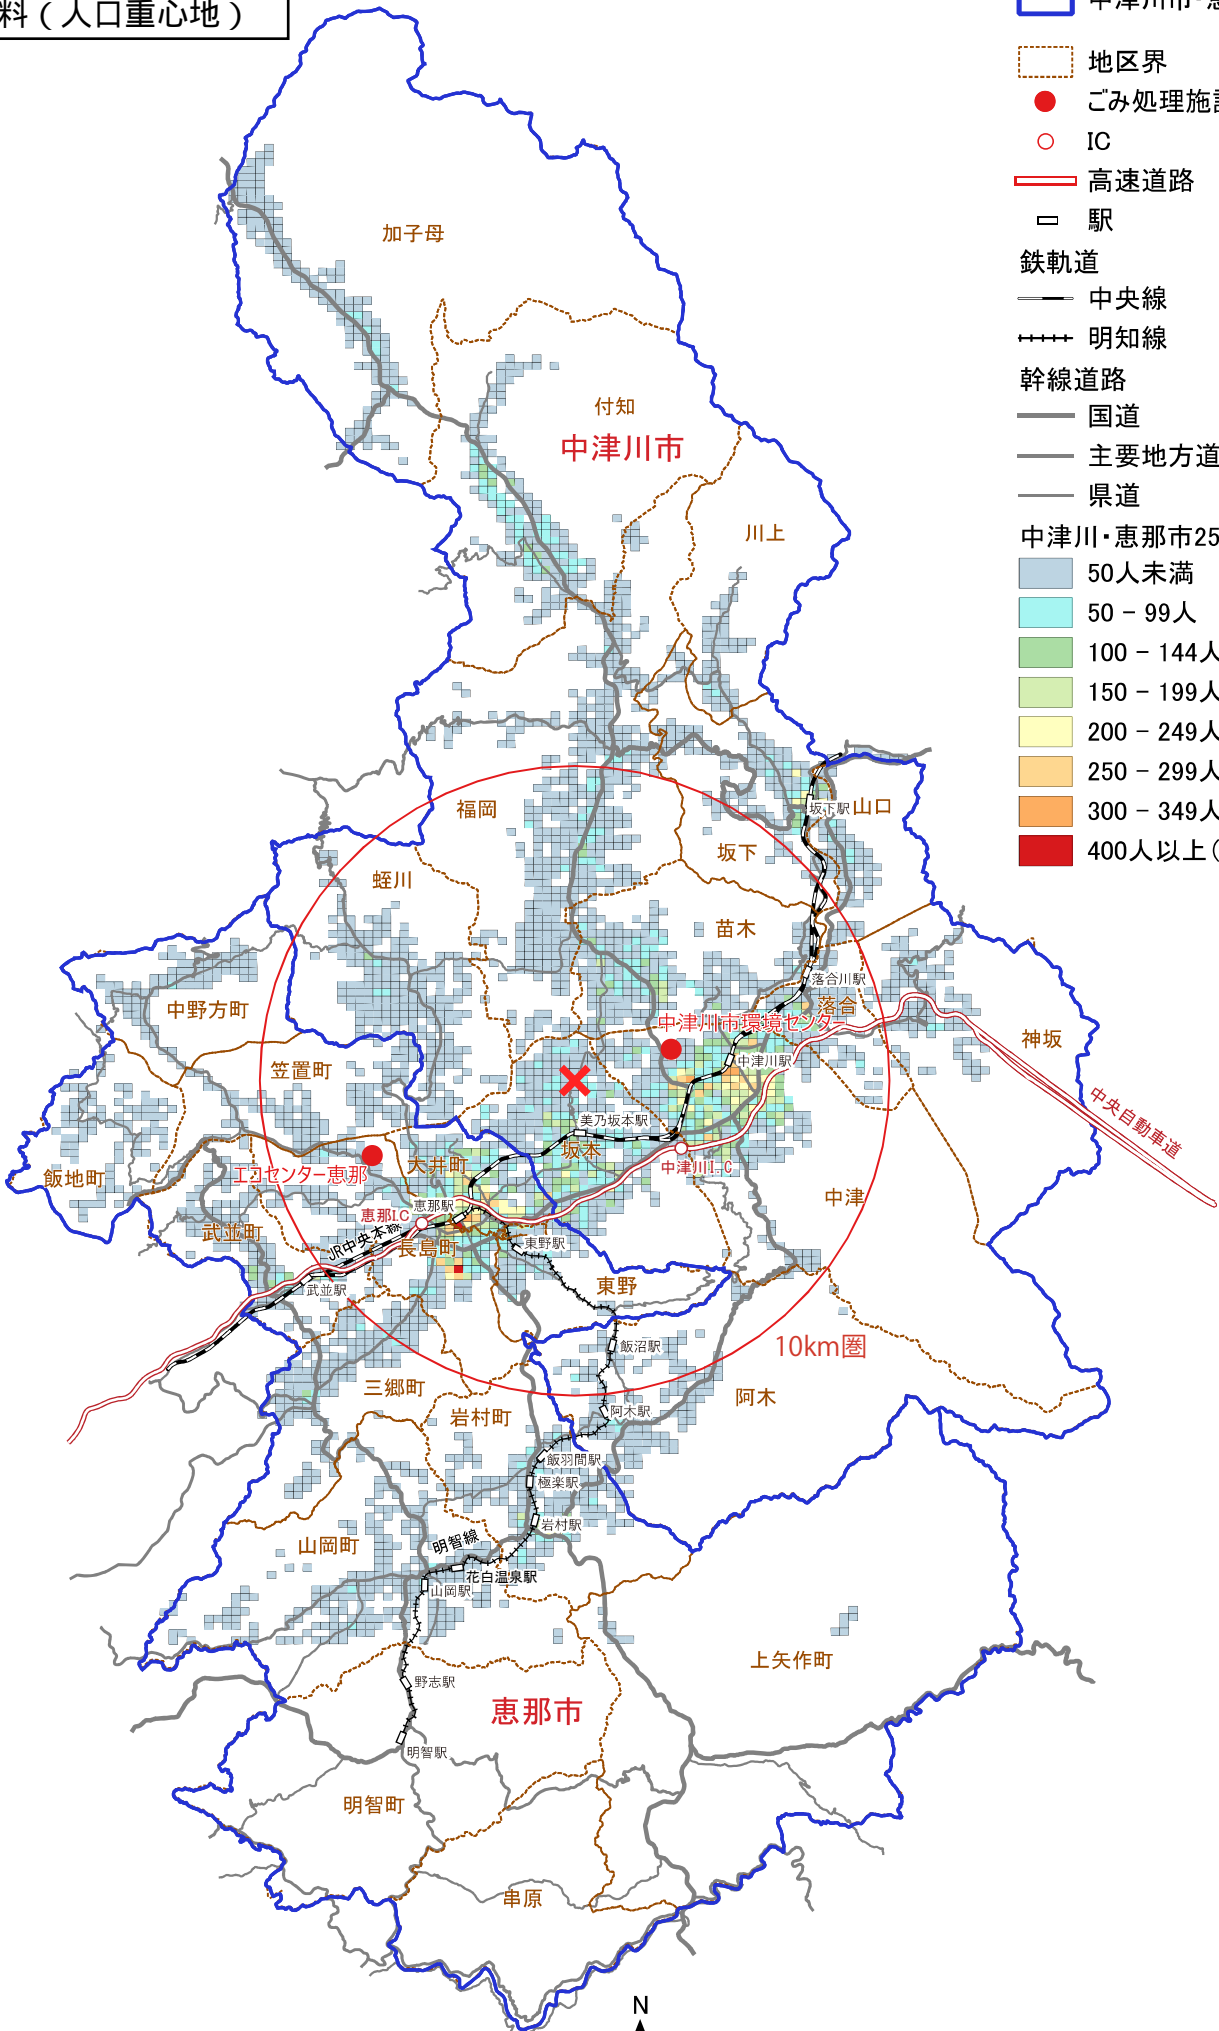 料（人口重心地）
中津川市・恵
地区界
ごみ処理施設
IC
高速道路
駅
鉄軌道
中央線
明知線
幹線道路
国道
主要地方道
県道
中津川・恵那市25
50人未満
50 - 99人
100 - 144人
150 - 199人
200 - 249人
250 - 299人
300 - 349人
400人以上（
加子母
付知
中津川市
川上
福岡
坂下駅
山口
坂下
蛭川
苗木
落合川駅
中野方町
落合
中津川市環境センター
神坂
笠置町
中津川駅
中央自動車道
美乃坂本駅
坂本
大井町
中津川I.C
エコセンター恵那
飯地町
中津
恵那駅
恵那I.C
武並町
JR中央本線
長島町
東野駅
武並駅
東野
飯沼駅
10km圏
三郷町
阿木
岩村町
阿木駅
飯羽間駅
極楽駅
岩村駅
山岡町
明智線
花白温泉駅
山岡駅
上矢作町
野志駅
恵那市
明智駅
明智町
串原
N